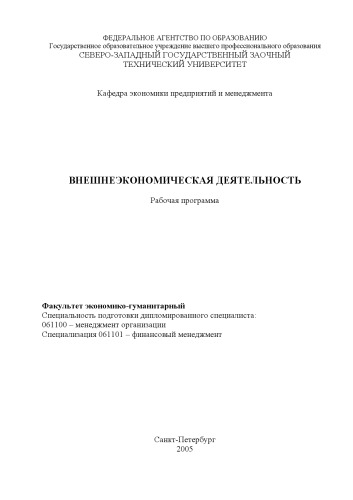 ФЕДЕРАЛЬНОЕ АГЕНТСТВО ПО ОБРАЗОВАНИЮ
Государственное образовательное учреждение высшего профессионального образования
СЕВЕРО-ЗАПАДНЫЙ ГОСУДАРСТВЕННЫЙ ЗАОЧНЫЙ
ТЕХНИЧЕСКИЙ УНИВЕРСИТЕТ
Кафедра экономики предприятий и менеджмента
ВНЕШНЕЭКОНОМИЧЕСКАЯ ДЕЯТЕЛЬНОСТЬ
Рабочая программа
Факультет экономико-гуманитарный
Специальность подготовки дипломированного специалиста:
061100 – менеджмент организации
Специализация 061101 – финансовый менеджмент
Санкт-Петербург
2005